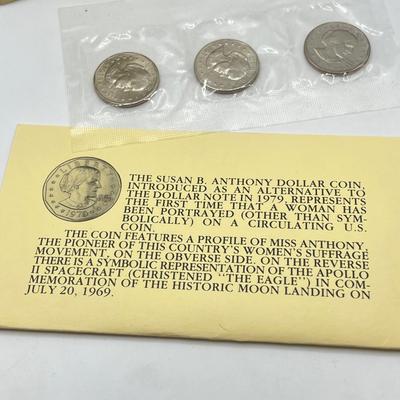 LIBERTY
1979
THE SUSAN B. ANTHONY DOLLAR COIN,
INTRODUCED AS AN ALTERNATIVE TO
THE DOLLAR NOTE IN 1979, REPRESENTS
THE FIRST TIME THAT A WOMAN HAS
BEEN PORTRAYED (OTHER THAN SYM-
BOLICALLY) ON A CIRCULATING U.S.
COIN.
THE COIN FEATURES A PROFILE OF MISS ANTHONY,
THE PIONEER OF THIS COUNTRY'S WOMEN'S SUFFRAGE
MOVEMENT, ON THE OBVERSE SIDE. ON THE REVERSE
THERE IS A SYMBOLIC REPRESENTATION OF THE APOLLO
II SPACECRAFT (CHRISTENED "THE EAGLE") IN COM-
MEMORATION OF THE HISTORIC MOON LANDING ON
JULY 20, 1969.